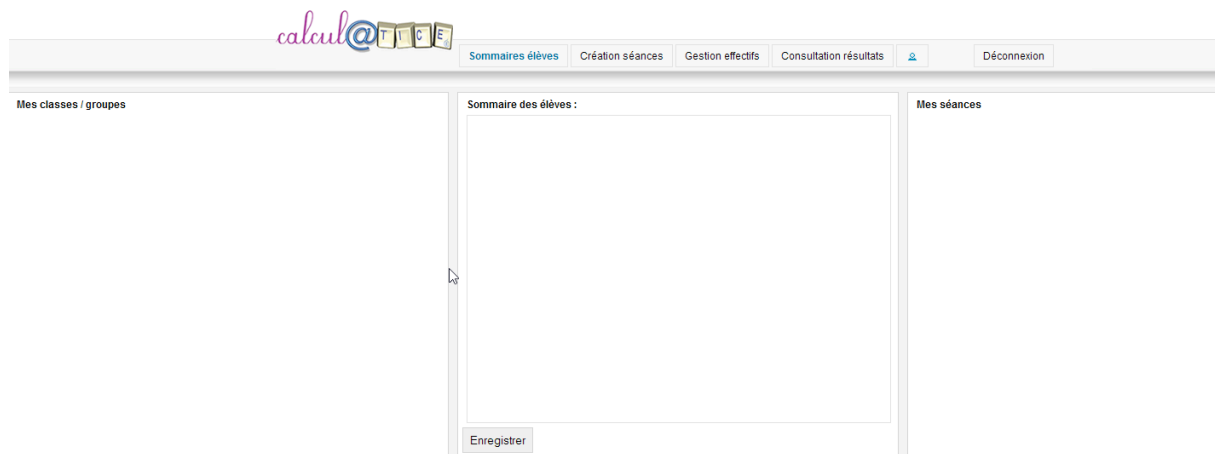 calcul@TICE
Sommaires élèves Création séances Gestion effectifs Consultation résultats Déconnexion
Mes classes / groupes
Sommaire des élèves :
Mes séances
Enregistrer